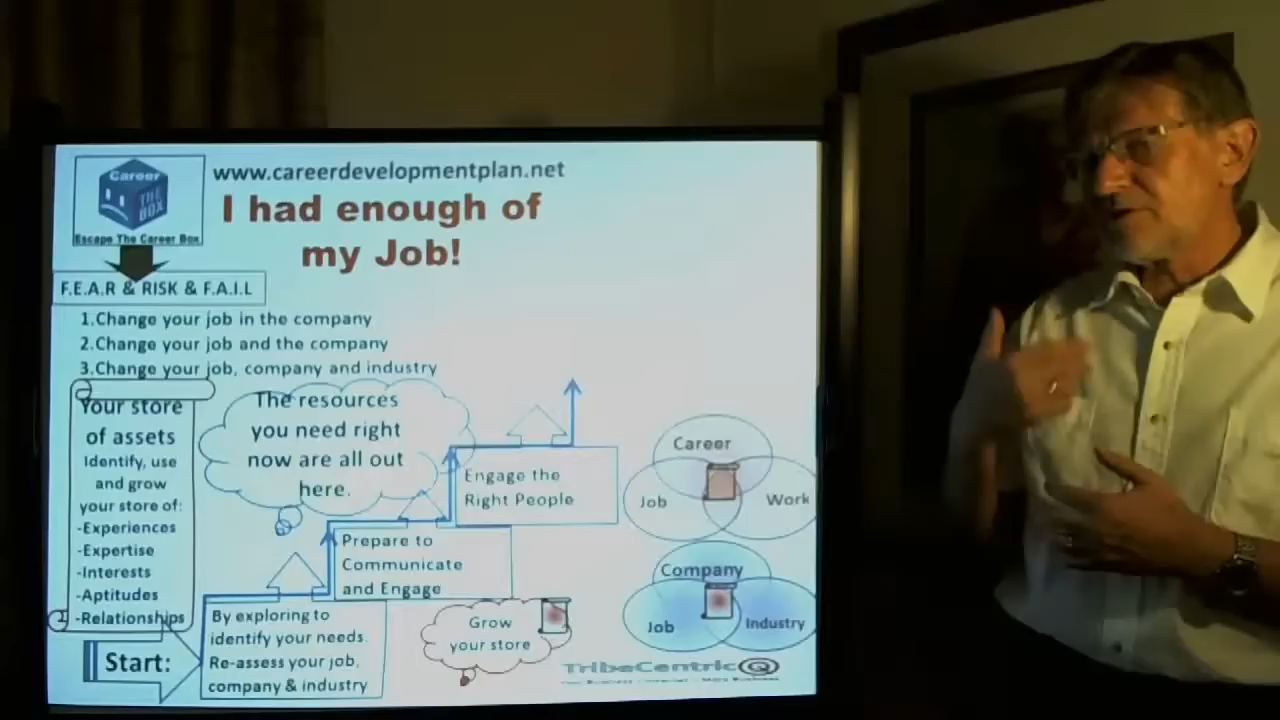 Career
THE
BOX
Escape The Career Box
www.careerdevelopmentplan.net
I had enough of
my Job!
F.E.A.R & RISK & F.A.I.L
1.Change your job in the company
2.Change your job and the company
3.Change your job, company and industry
Your store
of assets
Identify, use
and grow
your store of:
-Experiences
-Expertise
-Interests
-Aptitudes
-Relationships
The resources
you need right
now are all out
here.
Engage the
Right People
Prepare to
Communicate
and Engage
By exploring to
identify your needs.
Re-assess your job,
company & industry
Start:
Grow
your store
Career
Job
Work
Company
Job
Industry
TribeCentric